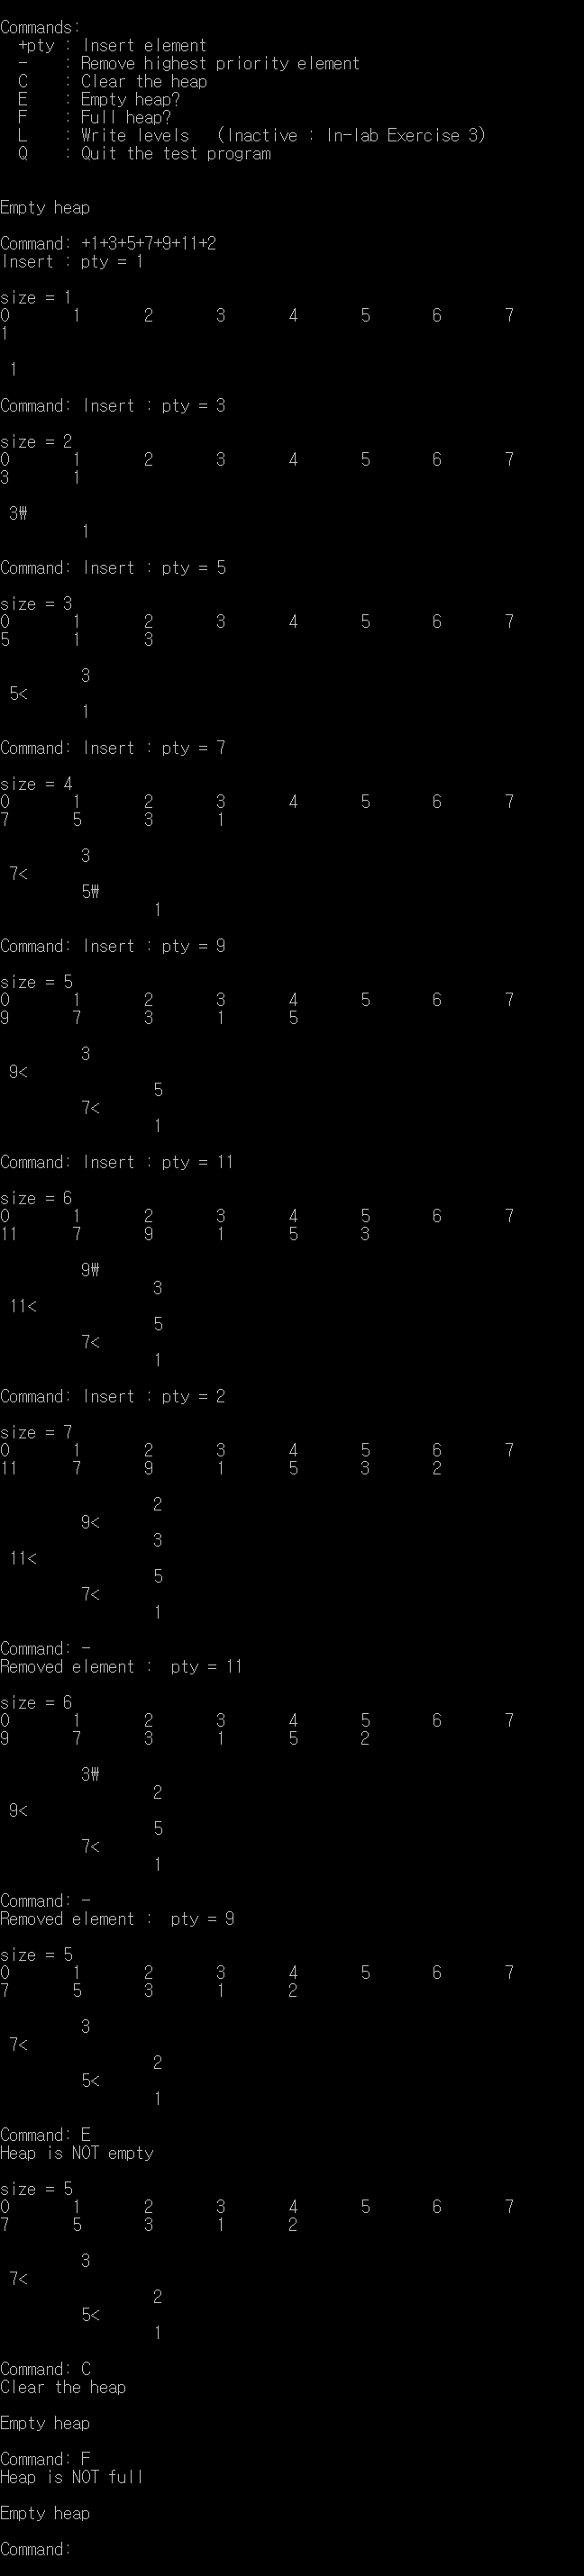 Commands:
  +pty : Insert element
  -    : Remove highest priority element
  C    : Clear the heap
  E    : Empty heap?
  F    : Full heap?
  L    : Write levels   (Inactive : In-lab Exercise 3)
  Q    : Quit the test program
Empty heap
Command: +1+3+5+7+9+11+2
Insert : pty = 1
size = 1
0       1       2       3       4       5       6       7
1
 1
Command: Insert : pty = 3
size = 2
0       1       2       3       4       5       6       7
3       1
 3₩
         1
Command: Insert : pty = 5
size = 3
0       1       2       3       4       5       6       7
5       1       3
         3
 5<
         1
Command: Insert : pty = 7
size = 4
0       1       2       3       4       5       6       7
7       5       3       1
         3
 7<
         5₩
                 1
Command: Insert : pty = 9
size = 5
0       1       2       3       4       5       6       7
9       7       3       1       5
         3
 9<
                 5
         7<
                 1
Command: Insert : pty = 11
size = 6
0       1       2       3       4       5       6       7
11      7       9       1       5       3
         9₩
                 3
 11<
                 5
         7<
                 1
Command: Insert : pty = 2
size = 7
0       1       2       3       4       5       6       7
11      7       9       1       5       3       2
                 2
         9<
                 3
 11<
                 5
         7<
                 1
Command: -
Removed element :  pty = 11
size = 6
0       1       2       3       4       5       6       7
9       7       3       1       5       2
         3₩
                 2
 9<
                 5
         7<
                 1
Command: -
Removed element :  pty = 9
size = 5
0       1       2       3       4       5       6       7
7       5       3       1       2
         3
 7<
                 2
         5<
                 1
Command: E
Heap is NOT empty
size = 5
0       1       2       3       4       5       6       7
7       5       3       1       2
         3
 7<
                 2
         5<
                 1
Command: C
Clear the heap
Empty heap
Command: F
Heap is NOT full
Empty heap
Command: